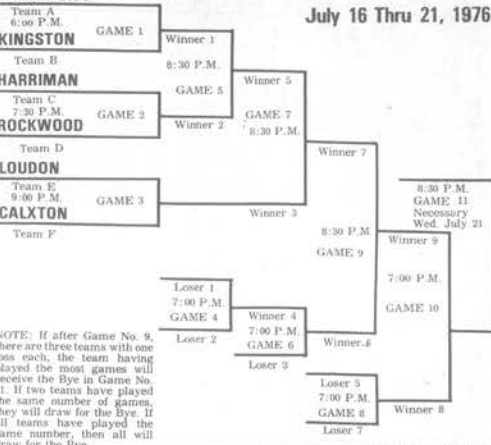 July 16 Thru 21, 1976
Team A
6:00 P.M.
GAME 1
KINGSTON
Team B
HARRIMAN
Team C
7:30 P.M.
GAME 2
ROCKWOOD
Team D
LOUDON
Team E
9:00 P.M.
GAME 3
CALXTON
Team F
Winner 1
8:30 P.M.
GAME 5
Winner 2
Winner 5
GAME 7
8:30 P.M.
Winner 3
Winner 7
8:30 P.M
GAME 9
8:30 P.M.
GAME 11
Necessary
Wed. July 21
Winner 9
7:00 P.M.
GAME 10
Loser 1
7:00 P.M.
GAME 4
Loser 2
Winner 4
7:00 P.M.
GAME 6
Loser 3
Winner.6
Loser 5
7:00 P.M.
GAME 8
Loser 7
Winner 8
NOTE: If after Game No. 9,
there are three teams with one
loss each, the team having
played the most games will
receive the Bye in Game No.
11. If two teams have played
the same number of games,
they will draw for the Bye. If
all teams have played the
same number, then all will
draw for the Bye.